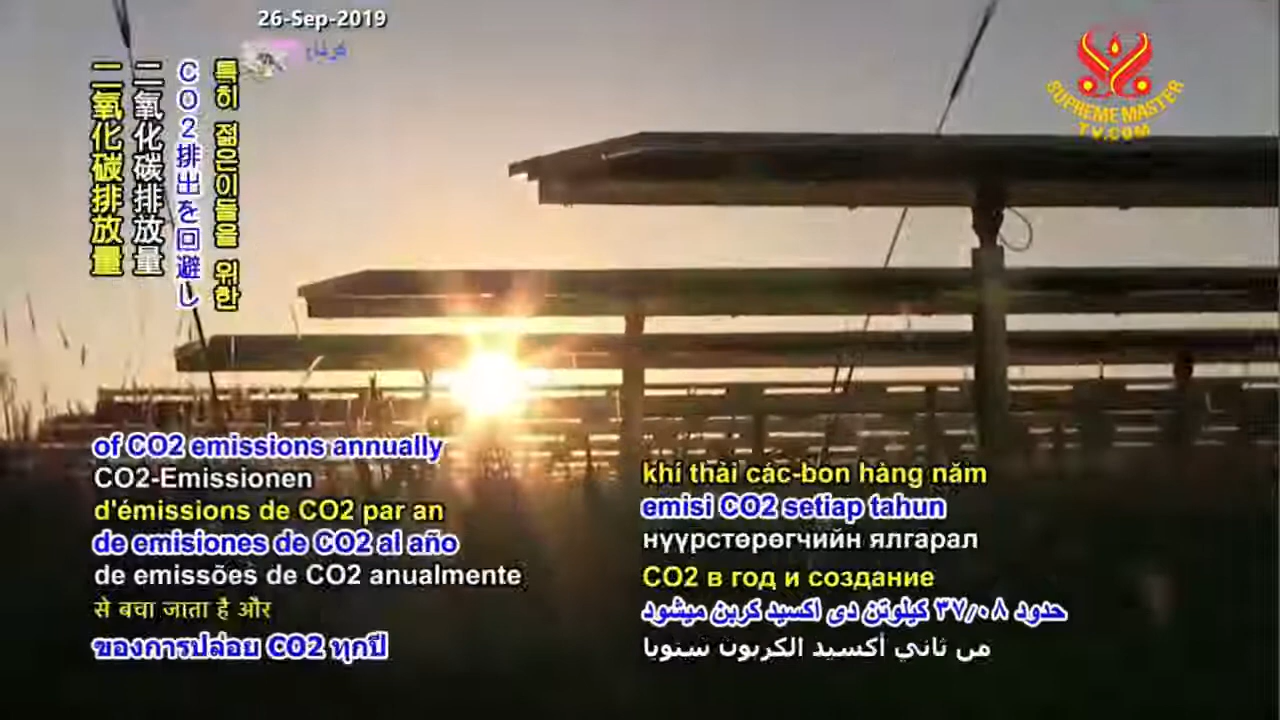 26-Sep-2019
SUPREME MASTER
TV.COM
二氧化碳排放量
二氧化碳排放量
CO2排出を回避し
특히 젊은이들을 위한
of CO2 emissions annually
CO2-Emissionen
d'émissions de CO2 par an
de emisiones de CO2 al año
de emissões de CO2 anualmente
से बचा जाता है और
ของการปล่อย CO2 ทุกปี
khí thải các-bon hàng năm
emisi CO2 setiap tahun
нүүрстөрөгчийн ялгарал
CO2 в год и создание
حدود ۳۷/۰۸ کیلوتن دی اکسید کربن میشود
من ثاني أكسيد الكربون سنويا